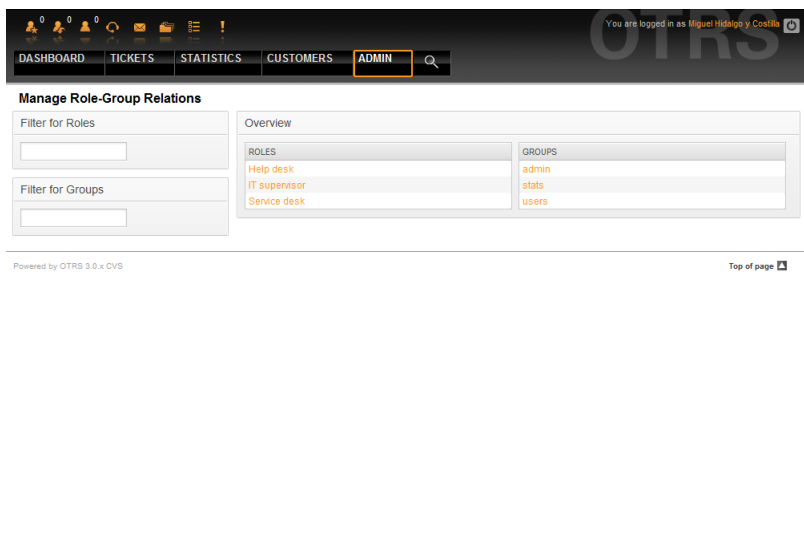 0 0 0
You are logged in as Miguel Hidalgo y Costilla
OTRS
DASHBOARD TICKETS STATISTICS CUSTOMERS ADMIN
Manage Role-Group Relations
Filter for Roles
Filter for Groups
Overview
ROLES GROUPS
Help desk admin
IT supervisor stats
Service desk users
Powered by OTRS 3.0.x CVS
Top of page